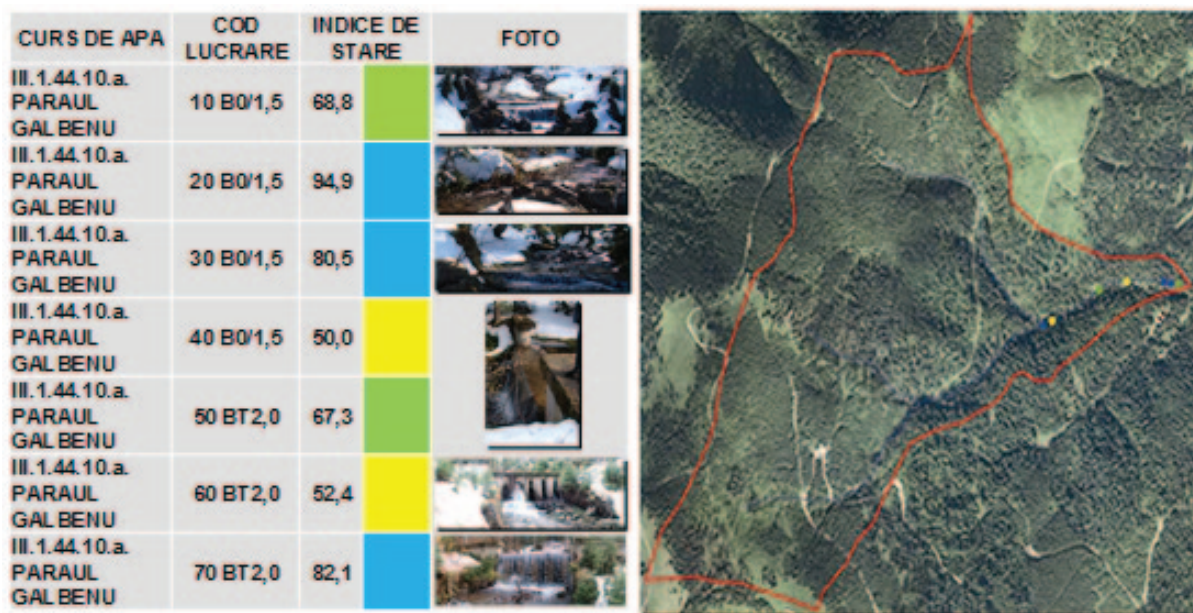 CURS DE APA
COD
LUCRARE
INDICE DE
STARE
FOTO
III.1.44.10.a.
PARAUL
GALBENU
10 B0/1,5
68,8
III.1.44.10.a.
PARAUL
GALBENU
20 B0/1,5
94,9
III.1.44.10.a.
PARAUL
GALBENU
30 B0/1,5
80,5
III.1.44.10.a.
PARAUL
GALBENU
40 B0/1,5
50,0
III.1.44.10.a.
PARAUL
GALBENU
50 BT2,0
67,3
III.1.44.10.a.
PARAUL
GALBENU
60 BT2,0
52,4
III.1.44.10.a.
PARAUL
GALBENU
70 BT2,0
82,1